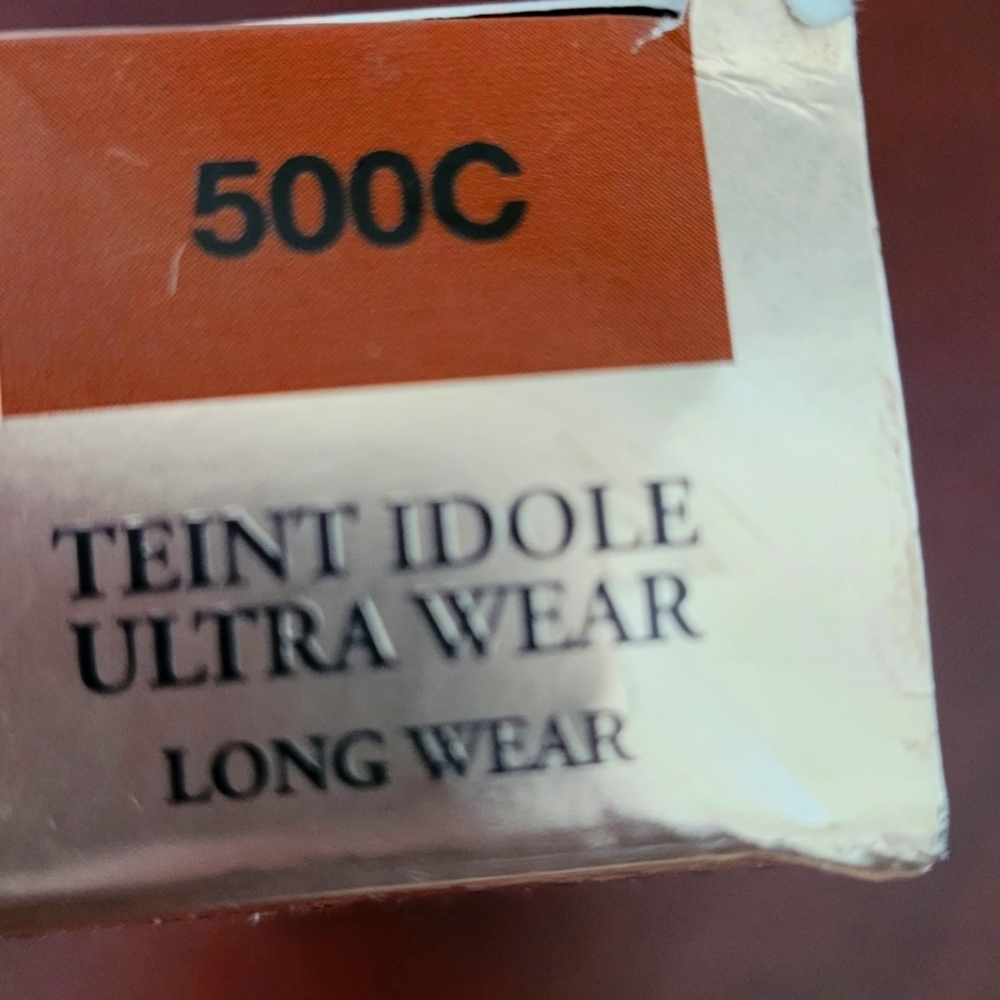 500C
TEINT IDOLE
ULTRA WEAR
LONG WEAR